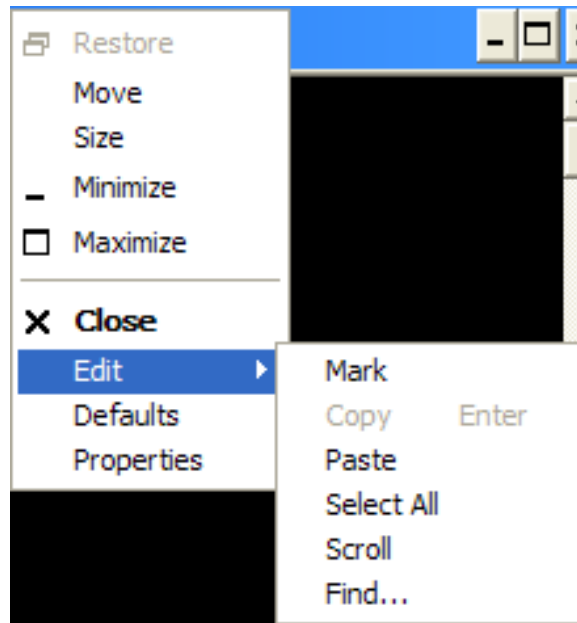 Restore
Move
Size
Minimize
Maximize
Close
Edit
Defaults
Properties
Mark
Copy Enter
Paste
Select All
Scroll
Find...